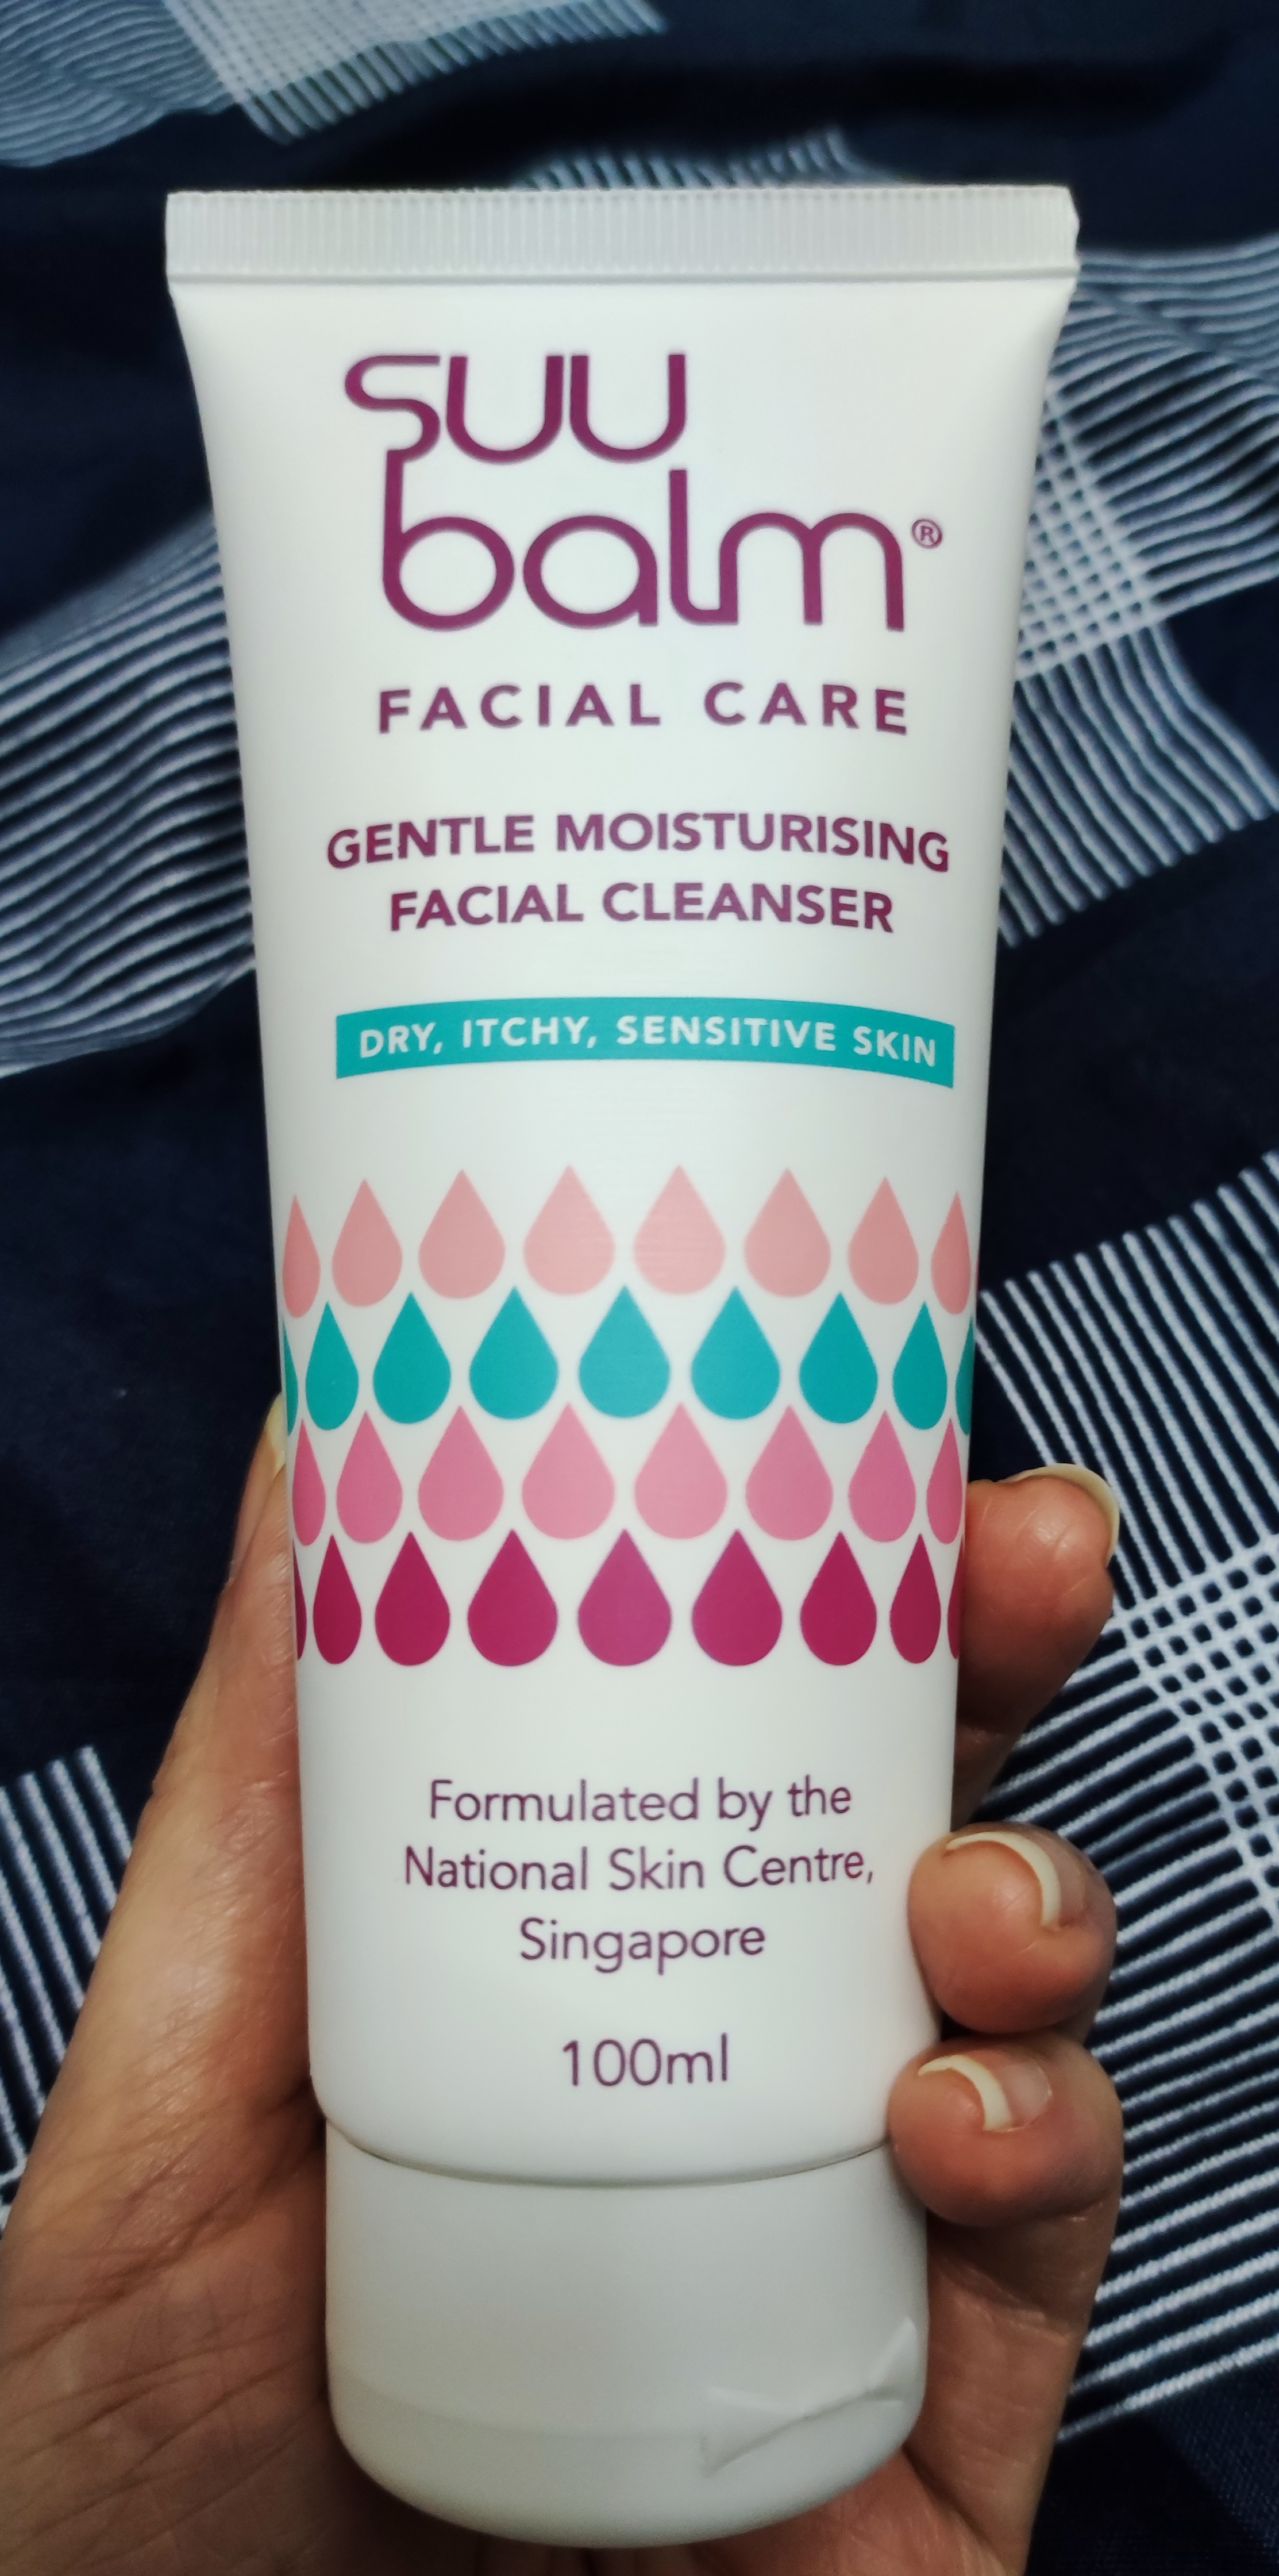 suu
balm®
FACIAL CARE
GENTLE MOISTURISING
FACIAL CLEANSER
DRY, ITCHY, SENSITIVE SKIN
Formulated by the
National Skin Centre,
Singapore
100ml